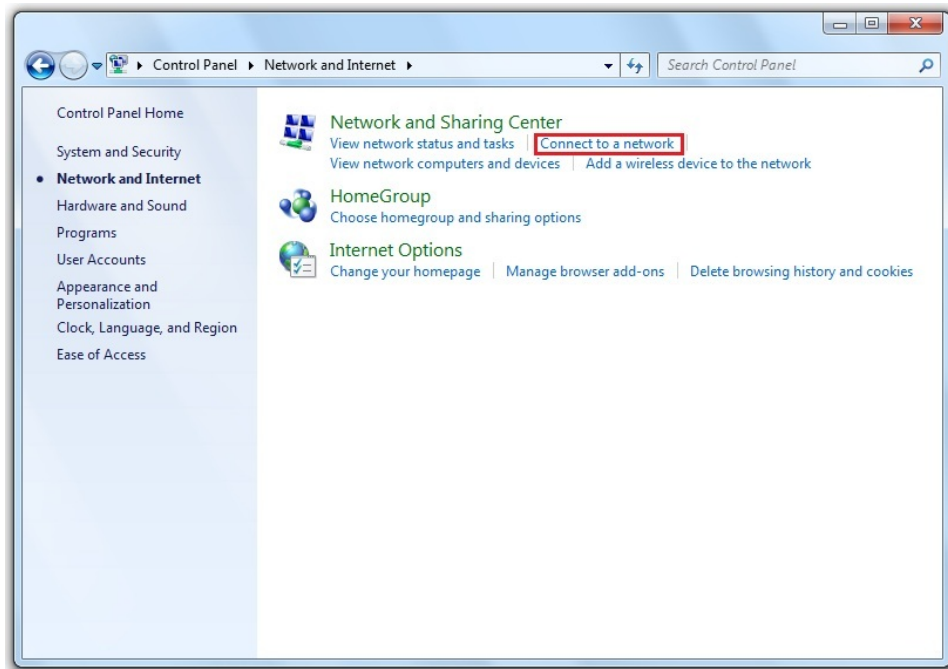 Control Panel Network and Internet Search Control Panel
Control Panel Home
System and Security
Network and Internet
Hardware and Sound
Programs
User Accounts
Appearance and
Personalization
Clock, Language, and Region
Ease of Access
Network and Sharing Center
View network status and tasks Connect to a network
View network computers and devices Add a wireless device to the network
HomeGroup
Choose homegroup and sharing options
Internet Options
Change your homepage Manage browser add-ons Delete browsing history and cookies